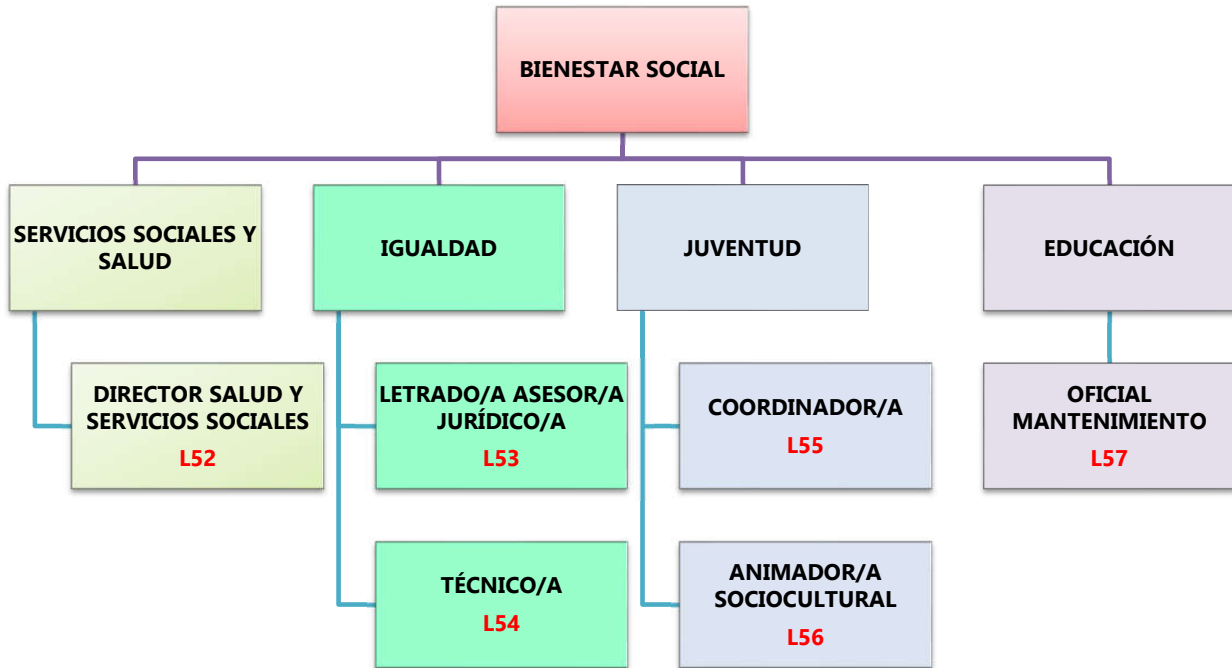 BIENESTAR SOCIAL
SERVICIOS SOCIALES Y
SALUD
IGUALDAD
JUVENTUD
EDUCACIÓN
DIRECTOR SALUD Y
SERVICIOS SOCIALES
L52
LETRADO/A ASESOR/A
JURÍDICO/A
L53
COORDINADOR/A
L55
OFICIAL
MANTENIMIENTO
L57
TÉCNICO/A
L54
ANIMADOR/A
SOCIOCULTURAL
L56